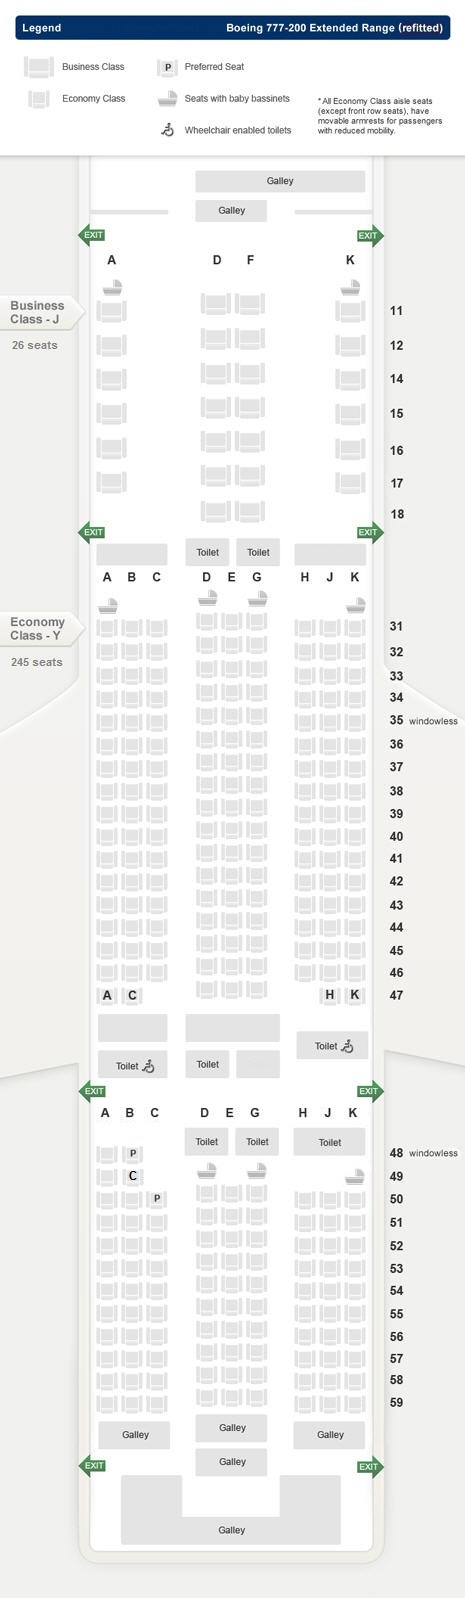 Legend Boeing 777-200 Extended Range (refitted)
Business Class P Preferred Seat
Economy Class Seats with baby bassinets
Wheelchair enabled toilets
* All Economy Class aisle seats
(except front row seats), have
movable armrests for passengers
with reduced mobility.
Galley
Galley
EXIT EXIT
A D F K
Business
Class - J
26 seats
11
12
14
15
16
17
18
EXIT EXIT
Toilet Toilet
A B C D E G H J K
Economy
Class - Y
245 seats
31
32
33
34
35 windowless
36
37
38
39
40
41
42
43
44
45
46
A C H K 47
Toilet
Toilet Toilet
EXIT EXIT
A B C D E G H J K
Toilet Toilet Toilet
P 48 windowless
C 49
P 50
51
52
53
54
55
56
57
58
59
Galley Galley Galley
Galley
EXIT EXIT
Galley